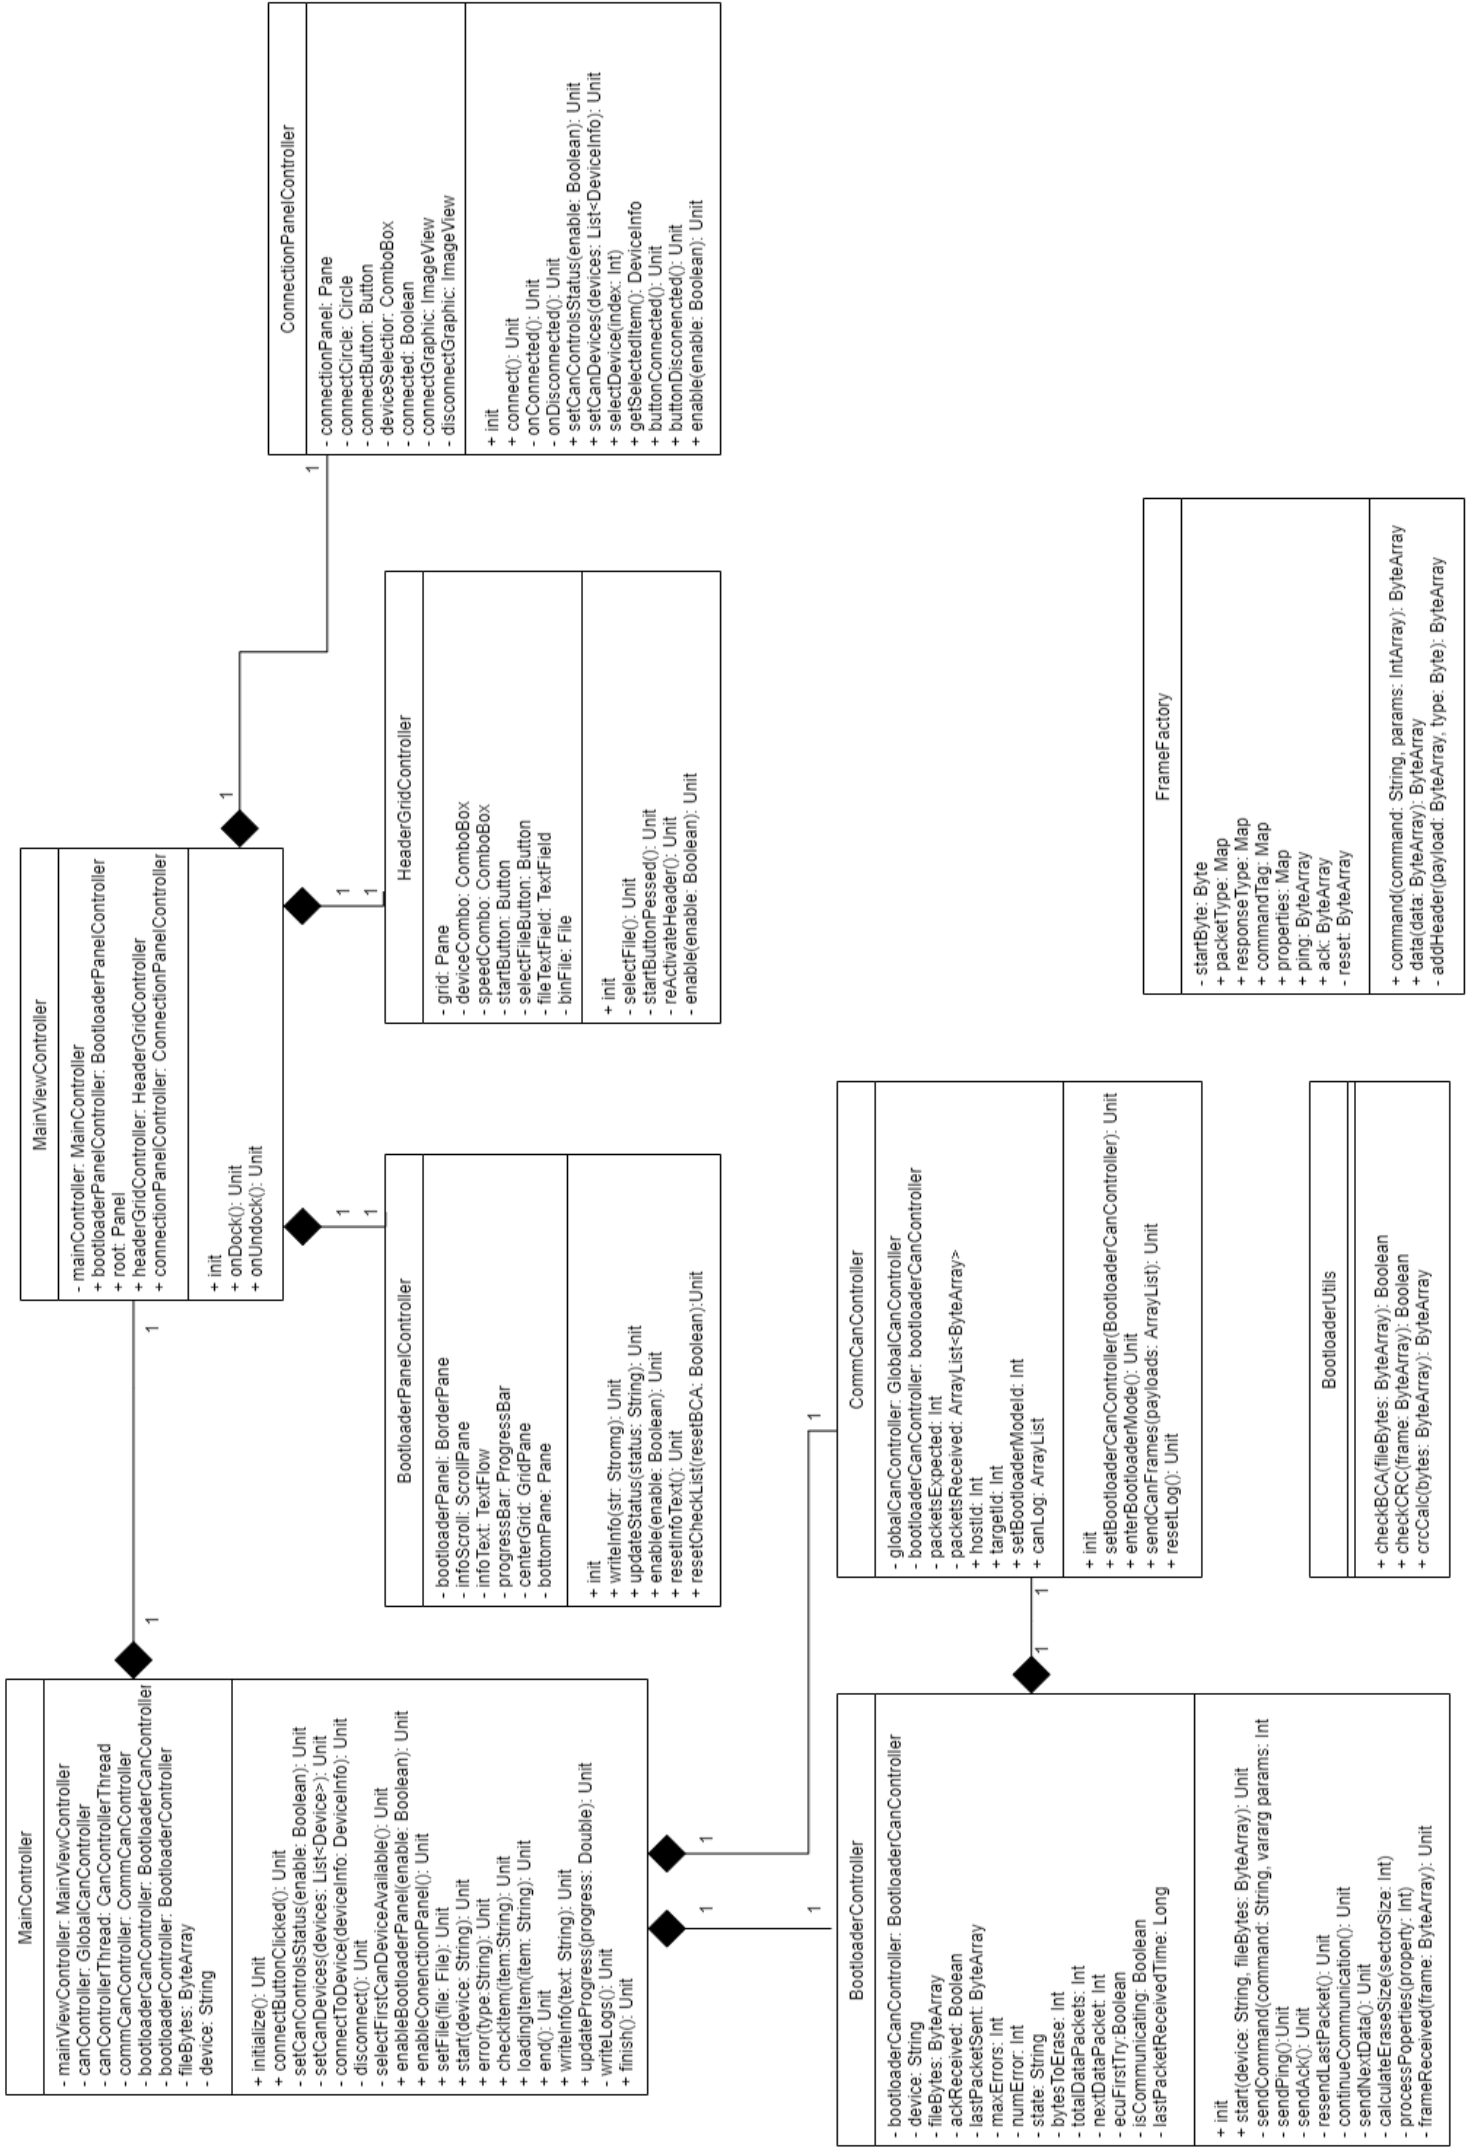 MainController
- mainViewController: MainViewController
- canController: GlobalCanController
- canControllerThread: CanControllerThread
- commCanController: CommCanController
- bootloaderCanController: BootloaderCanController
- bootloaderController: BootloaderController
- fileBytes: ByteArray
- device: String
+ initialize(): Unit
+ connectButtonClicked(): Unit
- setCanControlsStatus(enable: Boolean): Unit
- setCanDevices(devices: List<Device>): Unit
- connectToDevice(deviceInfo: DeviceInfo): Unit
- disconnect(): Unit
- selectFirstCanDeviceAvailable(): Unit
+ enableBootloaderPanel(enable: Boolean): Unit
+ enableConenctionPanel(): Unit
+ setFile(file: File): Unit
+ start(device: String): Unit
+ error(type:String): Unit
+ checkItem(item:String): Unit
+ loadingItem(item: String): Unit
+ end(): Unit
+ writeInfo(text: String): Unit
+ updateProgress(progress: Double): Unit
- writeLogs(): Unit
+ finish(): Unit
1
1
MainViewController
- mainController: MainController
+ bootloaderPanelController: BootloaderPanelController
+ root: Panel
+ headerGridController: HeaderGridController
+ connectionPanelController: ConnectionPanelController
+ init
+ onDock(): Unit
+ onUndock(): Unit
1
1
1
1
1
1
BootloaderPanelController
- bootloaderPanel: BorderPane
- infoScroll: ScrollPane
- infoText: TextFlow
- progressBar: ProgressBar
- centerGrid: GridPane
- bottomPane: Pane
+ init
+ writeInfo(str: Stromg): Unit
+ updateStatus(status: String): Unit
+ enable(enable: Boolean): Unit
+ resetInfoText(): Unit
+ resetCheckList(resetBCA: Boolean):Unit
HeaderGridController
- grid: Pane
- deviceCombo: ComboBox
- speedCombo: ComboBox
- startButton: Button
- selectFileButton: Button
- fileTextField: TextField
- binFile: File
+ init
- selectFile(): Unit
- startButtonPressed(): Unit
- reActivateHeader(): Unit
- enable(enable: Boolean): Unit
ConnectionPanelController
- connectionPanel: Pane
- connectCircle: Circle
- connectButton: Button
- deviceSelectior: ComboBox
- connected: Boolean
- connectGraphic: ImageView
- disconnectGraphic: ImageView
+ init
+ connect(): Unit
- onConnected(): Unit
- onDisconnected(): Unit
+ setCanControlsStatus(enable: Boolean): Unit
+ setCanDevices(devices: List<DeviceInfo): Unit
+ selectDevice(index: Int)
+ getSelectedItem(): DeviceInfo
+ buttonConnected(): Unit
+ buttonDisconencted(): Unit
+ enable(enable: Boolean): Unit
1
1
1
1
BootloaderController
- bootloaderCanController: BootloaderCanController
- device: String
- fileBytes: ByteArray
- ackReceived: Boolean
- lastPacketSent: ByteArray
- maxErrors: Int
- numError: Int
- state: String
- bytesToErase: Int
- totalDataPackets: Int
- nextDataPacket: Int
- ecuFirstTry:Boolean
- isCommunicating: Boolean
- lastPacketReceivedTime: Long
+ init
+ start(device: String, fileBytes: ByteArray): Unit
- sendCommand(command: String, vararg params: Int
- sendPing():Unit
- sendAck(): Unit
- resendLastPacket(): Unit
- continueCommunication(): Unit
- sendNextData(): Unit
- calculateEraseSize(sectorSize: Int)
- processPoperties(property: Int)
- frameReceived(frame: ByteArray): Unit
1
1
CommCanController
- globalCanController: GlobalCanController
- bootloaderCanController: bootloaderCanController
- packetsExpected: Int
- packetsReceived: ArrayList<ByteArray>
+ hostId: Int
+ targetId: Int
+ setBootloaderModeId: Int
+ canLog: ArrayList
+ init
+ setBootloaderCanController(BootloaderCanController): Unit
+ enterBootloaderMode(): Unit
+ sendCanFrames(payloads: ArrayList): Unit
+ resetLog(): Unit
BootloaderUtils
+ checkBCA(fileBytes: ByteArray): Boolean
+ checkCRC(frame: ByteArray): Boolean
+ crcCalc(bytes: ByteArray): ByteArray
FrameFactory
- startByte: Byte
+ packetType: Map
+ responseType: Map
+ commandTag: Map
+ properties: Map
+ ping: ByteArray
+ ack: ByteArray
- reset: ByteArray
+ command(command: String, params: IntArray): ByteArray
+ data(data: ByteArray): ByteArray
- addHeader(payload: ByteArray, type: Byte): ByteArray